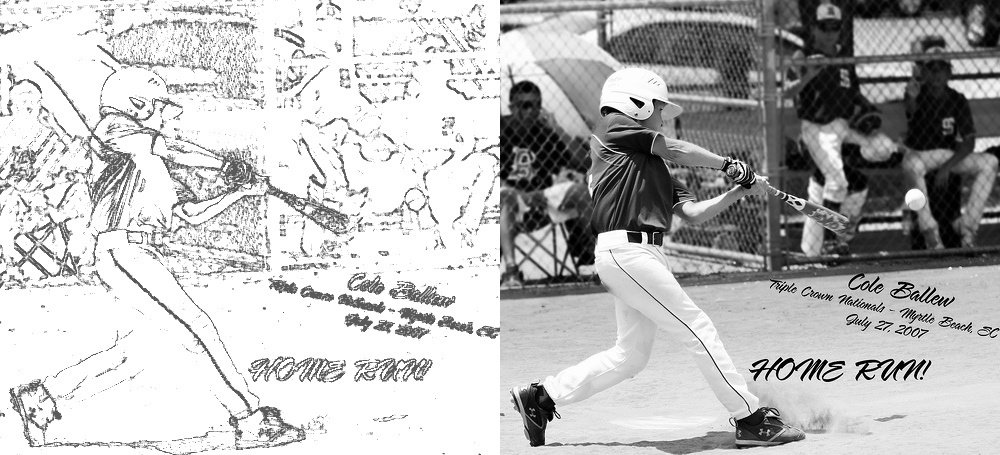 Cole Ballew
Triple Crown Nationals - Myrtle Beach, SC
July 27, 2007
HOME RUN!
Cole Ballew
Triple Crown Nationals - Myrtle Beach, SC
July 27, 2007
HOME RUN!
S
S